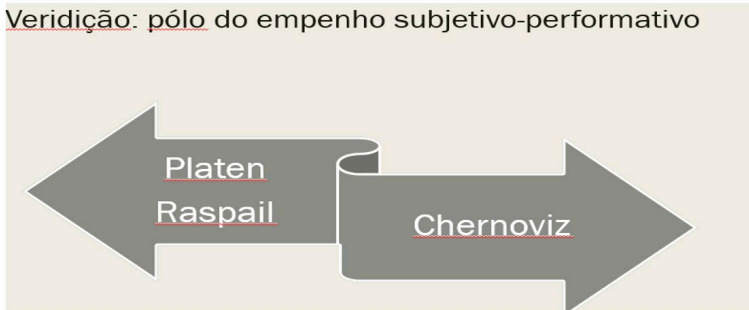 Veridição: pólo do empenho subjetivo-performativo
Platen
Raspail
Chernoviz